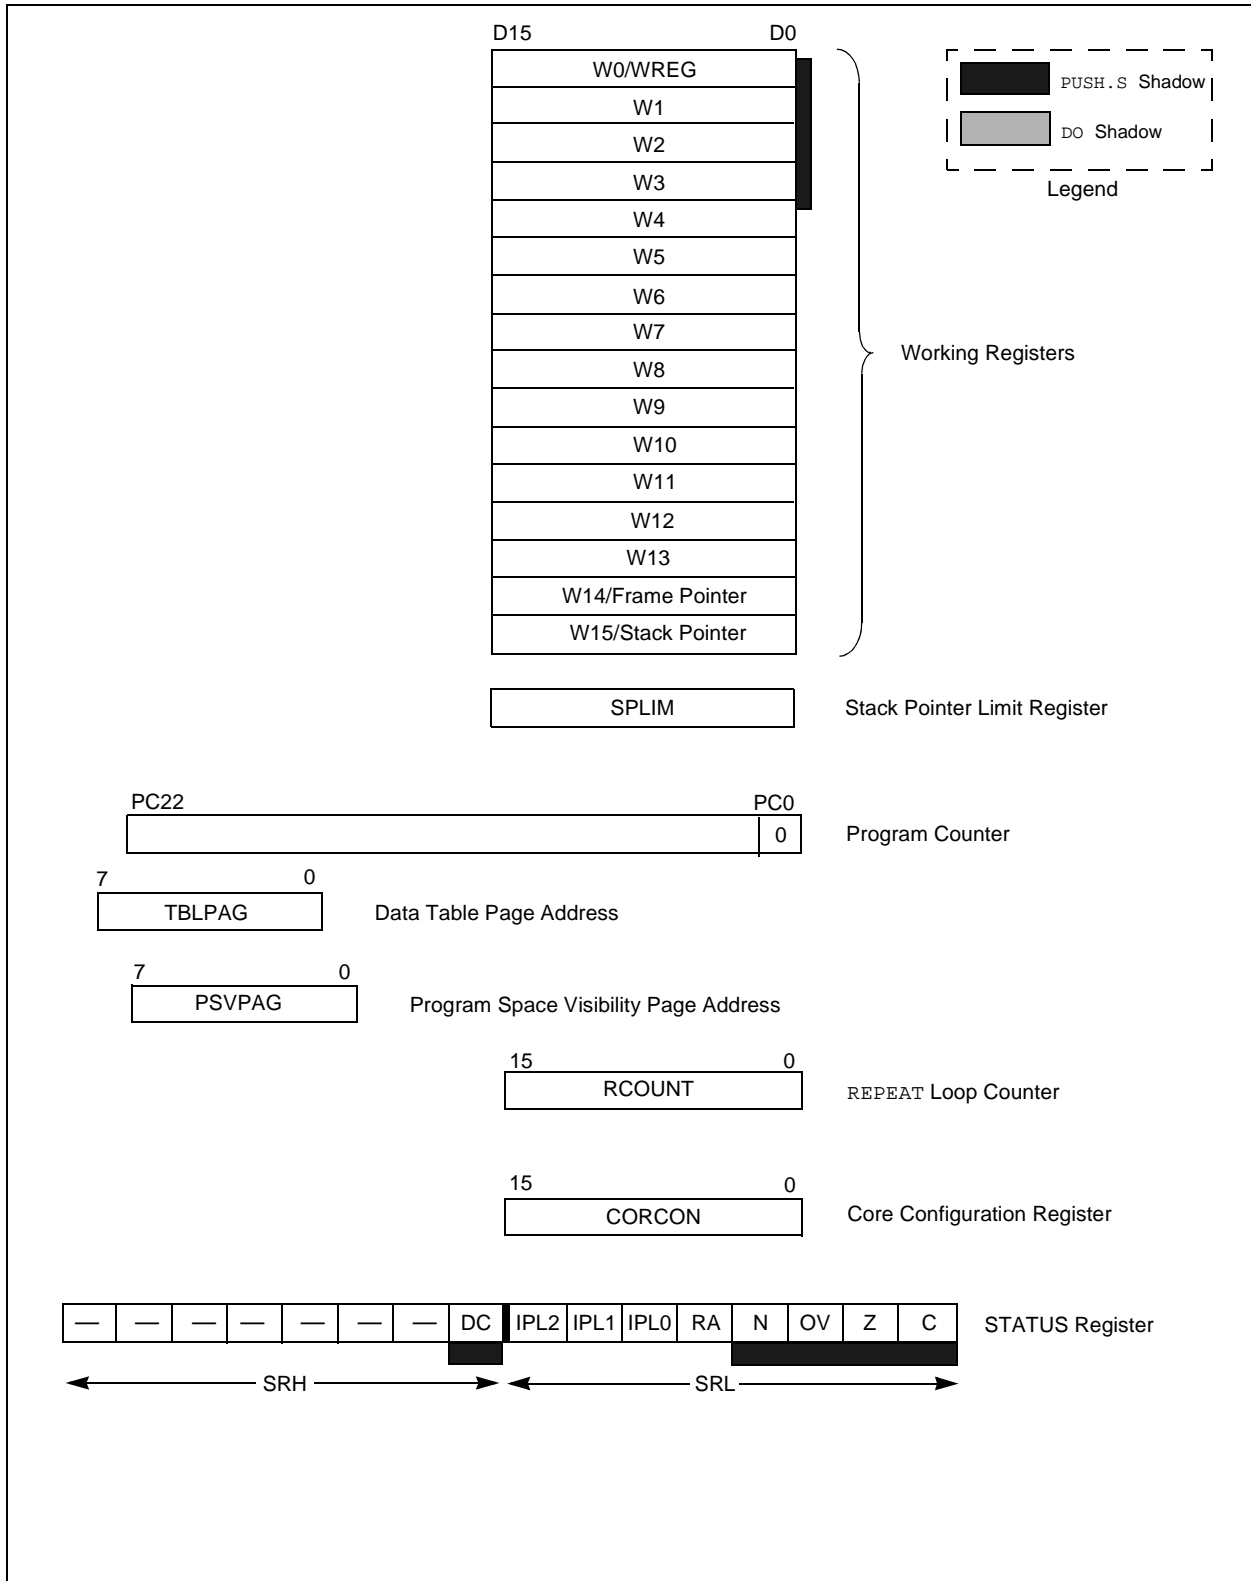 D15 D0
W0/WREG
PUSH.S Shadow
W1
DO Shadow
W2
W3
Legend
W4
W5
W6
W7
Working Registers
W8
W9
W10
W11
W12
W13
W14/Frame Pointer
W15/Stack Pointer
SPLIM Stack Pointer Limit Register
PC22 PC0
0 Program Counter
7 0
TBLPAG Data Table Page Address
7 0
PSVPAG Program Space Visibility Page Address
15 0
RCOUNT REPEAT Loop Counter
15 0
CORCON Core Configuration Register
— — — — — — — DC IPL2 IPL1 IPL0 RA N OV Z C STATUS Register
SRH SRL